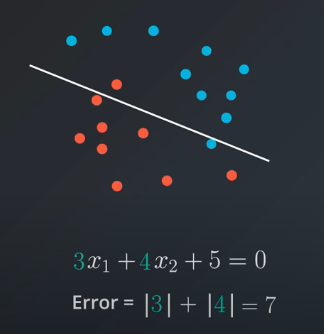 3x₁ + 4x₂ + 5 = 0
Error = |3| + |4| = 7